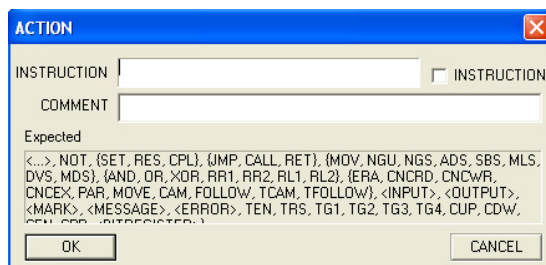 ACTION
INSTRUCTION
INSTRUCTION
COMMENT
Expected
<...>, NOT, {SET, RES, CPL}, {JMP, CALL, RET}, {MOV, NGU, NGS, ADS, SBS, MLS,
DVS, MDS}, {AND, OR, XOR, RR1, RR2, RL1, RL2}, {ERA, CNCRD, CNCWR,
CNCEX, PAR, MOVE, CAM, FOLLOW, TCAM, TFOLLOW}, <INPUT>, <OUTPUT>,
<MARK>, <MESSAGE>, <ERROR>, TEN, TRS, TG1, TG2, TG3, TG4, CUP, CDW,
OK
CANCEL